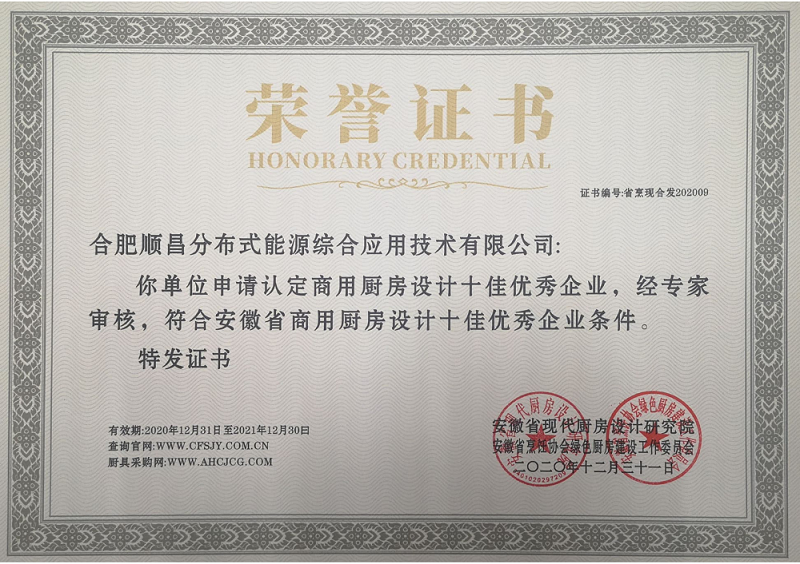 荣誉证书
HONORARY CREDENTIAL
证书编号:省烹现合发202009
合肥顺昌分布式能源综合应用技术有限公司:
你单位申请认定商用厨房设计十佳优秀企业，经专家
审核，符合安徽省商用厨房设计十佳优秀企业条件。
特发证书
有效期:2020年12月31日至2021年12月30日
查询官网:WWW.CFSJY.COM.CN
厨具采购网:WWW.AHCJCG.COM
安徽省现代厨房设计研究院
安徽省烹饪协会绿色厨房建设工作委员会
二〇二〇年十二月三十一日